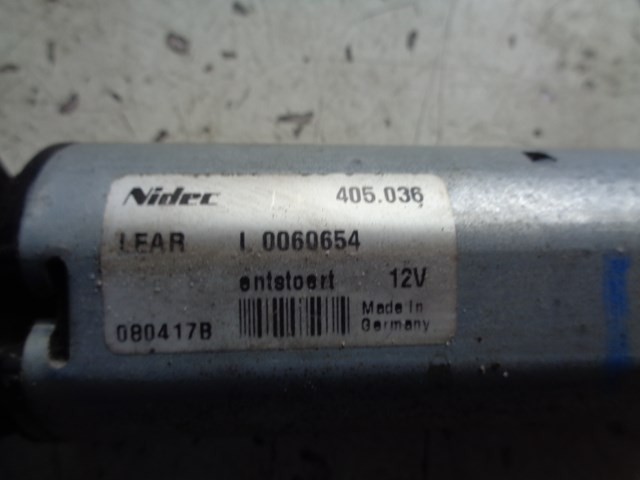 Nidec 405.036
LEAR L 0060654
entstoert 12V
080417B Made In
Germany